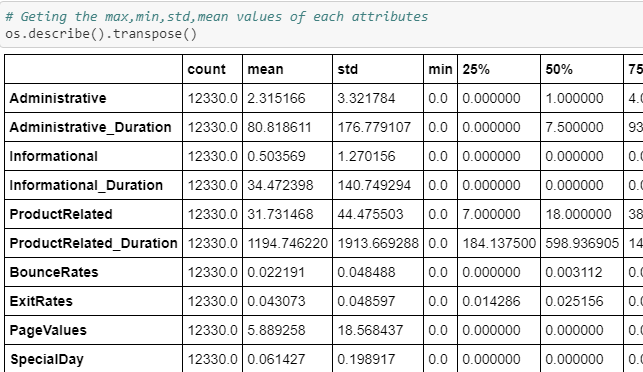 # Geting the max,min,std,mean values of each attributes
os.describe().transpose()
count mean std min 25% 50% 75
Administrative 12330.0 2.315166 3.321784 0.0 0.000000 1.000000 4.0
Administrative_Duration 12330.0 80.818611 176.779107 0.0 0.000000 7.500000 93
Informational 12330.0 0.503569 1.270156 0.0 0.000000 0.000000 0.0
Informational_Duration 12330.0 34.472398 140.749294 0.0 0.000000 0.000000 0.0
ProductRelated 12330.0 31.731468 44.475503 0.0 7.000000 18.000000 38
ProductRelated_Duration 12330.0 1194.746220 1913.669288 0.0 184.137500 598.936905 14
BounceRates 12330.0 0.022191 0.048488 0.0 0.000000 0.003112 0.0
ExitRates 12330.0 0.043073 0.048597 0.0 0.014286 0.025156 0.0
PageValues 12330.0 5.889258 18.568437 0.0 0.000000 0.000000 0.0
SpecialDay 12330.0 0.061427 0.198917 0.0 0.000000 0.000000 0.0